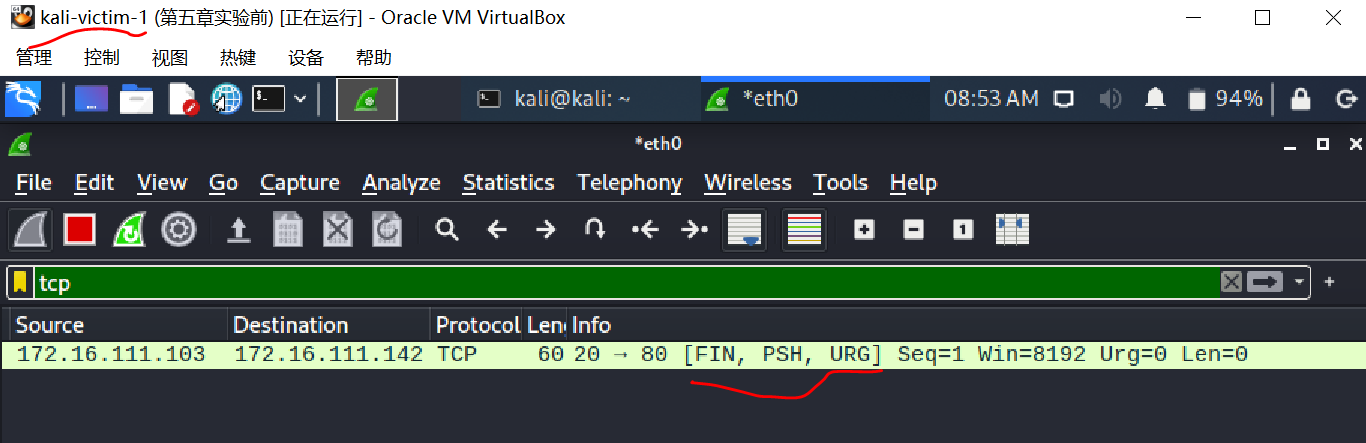 kali-victim-1 (第五章实验前) [正在运行] - Oracle VM VirtualBox
管理 控制 视图 热键 设备 帮助
kali@kali: ~ *eth0 08:53 AM 94%
*eth0
File Edit View Go Capture Analyze Statistics Telephony Wireless Tools Help
tcp
Source Destination Protocol Len Info
172.16.111.103 172.16.111.142 TCP 60 20 → 80 [FIN, PSH, URG] Seq=1 Win=8192 Urg=0 Len=0